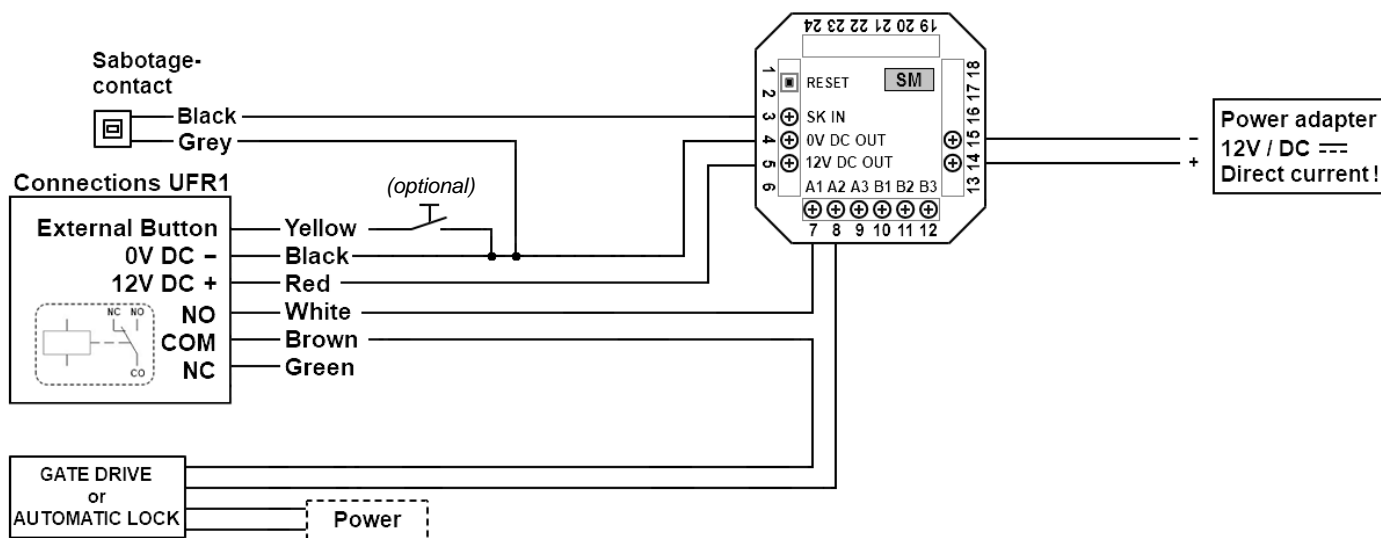 24 23 22 21 20 19
Sabotage-
contact
Black
Grey
1
2
3
4
5
6
RESET
SM
SK IN
0V DC OUT
12V DC OUT
A1 A2 A3 B1 B2 B3
7 8 9 10 11 12
18
17
16
15
14
13
–
+
Power adapter
12V / DC
Direct current!
Connections UFR1
(optional)
External Button
Yellow
0V DC –
Black
12V DC +
Red
NO
White
COM
Brown
NC
Green
NC NO
CO
GATE DRIVE
or
AUTOMATIC LOCK
Power